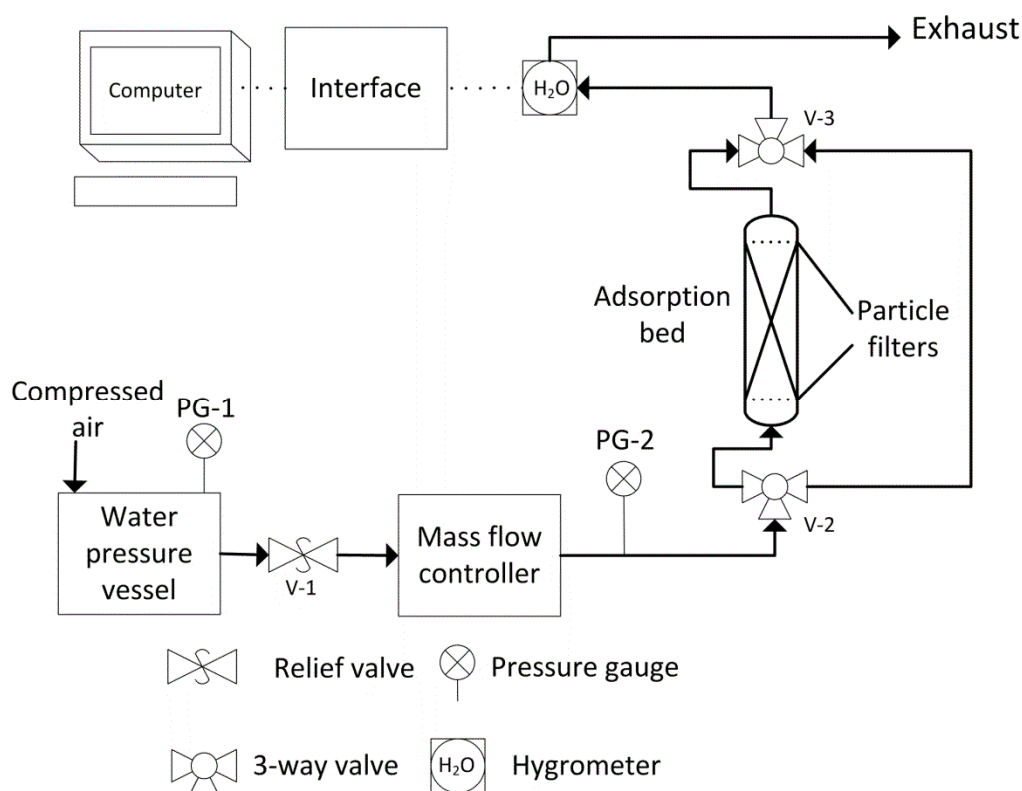 Exhaust
Computer
Interface
H₂O
V-3
Adsorption
bed
Particle
filters
Compressed
air
PG-1
PG-2
Water
pressure
vessel
V-1
Mass flow
controller
V-2
Relief valve
Pressure gauge
3-way valve
H₂O
Hygrometer